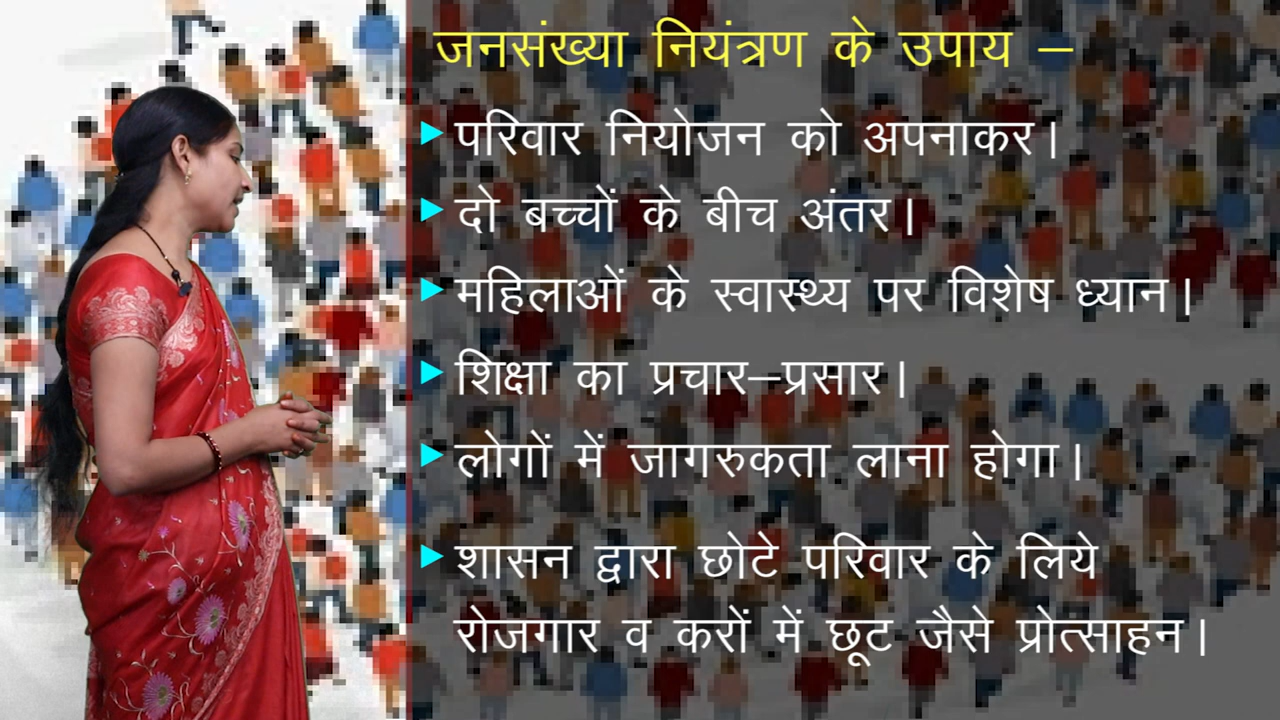 जनसंख्या नियंत्रण के उपाय –
परिवार नियोजन को अपनाकर।
दो बच्चों के बीच अंतर।
महिलाओं के स्वास्थ्य पर विशेष ध्यान।
शिक्षा का प्रचार–प्रसार।
लोगों में जागरुकता लाना होगा।
शासन द्वारा छोटे परिवार के लिये
रोजगार व करों में छूट जैसे प्रोत्साहन।